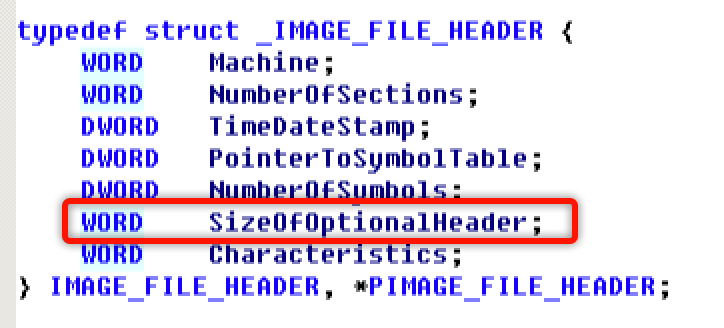 typedef struct _IMAGE_FILE_HEADER {
    WORD    Machine;
    WORD    NumberOfSections;
    DWORD   TimeDateStamp;
    DWORD   PointerToSymbolTable;
    DWORD   NumberOfSymbols;
    WORD    SizeOfOptionalHeader;
    WORD    Characteristics;
} IMAGE_FILE_HEADER, *PIMAGE_FILE_HEADER;